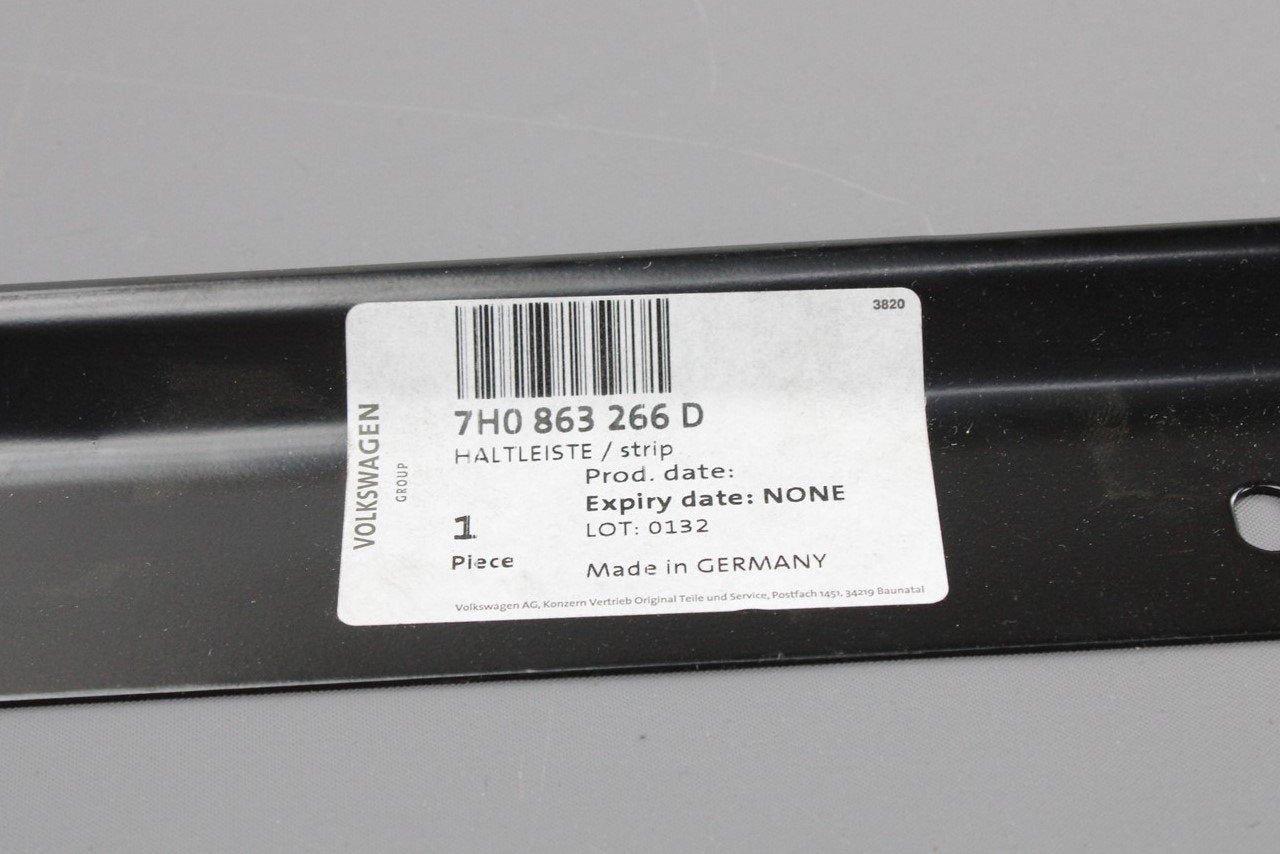 3820
7H0 863 266 D
HALTLEISTE / strip
Prod. date:
Expiry date: NONE
1
LOT: 0132
Piece
Made in GERMANY
Volkswagen AG, Konzern Vertrieb Original Teile und Service, Postfach 1451, 34219 Baunatal
VOLKSWAGEN
GROUP